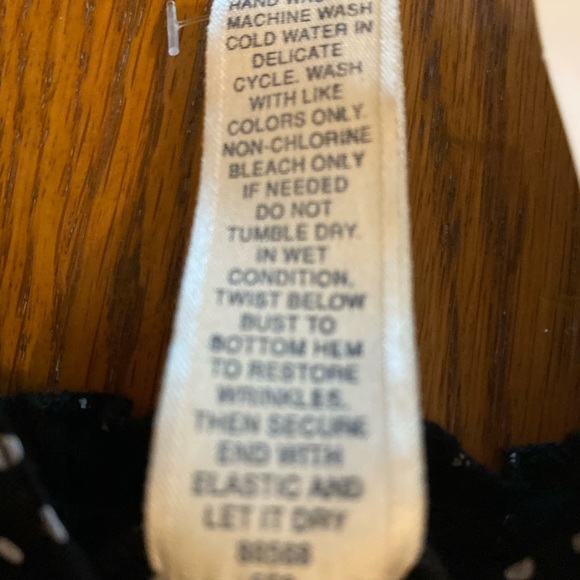 HAND WASH
MACHINE WASH
COLD WATER IN
DELICATE
CYCLE. WASH
WITH LIKE
COLORS ONLY.
NON-CHLORINE
BLEACH ONLY
IF NEEDED
DO NOT
TUMBLE DRY.
IN WET
CONDITION,
TWIST BELOW
BUST TO
BOTTOM HEM
TO RESTORE
WRINKLES.
THEN SECURE
END WITH
ELASTIC AND
LET IT DRY